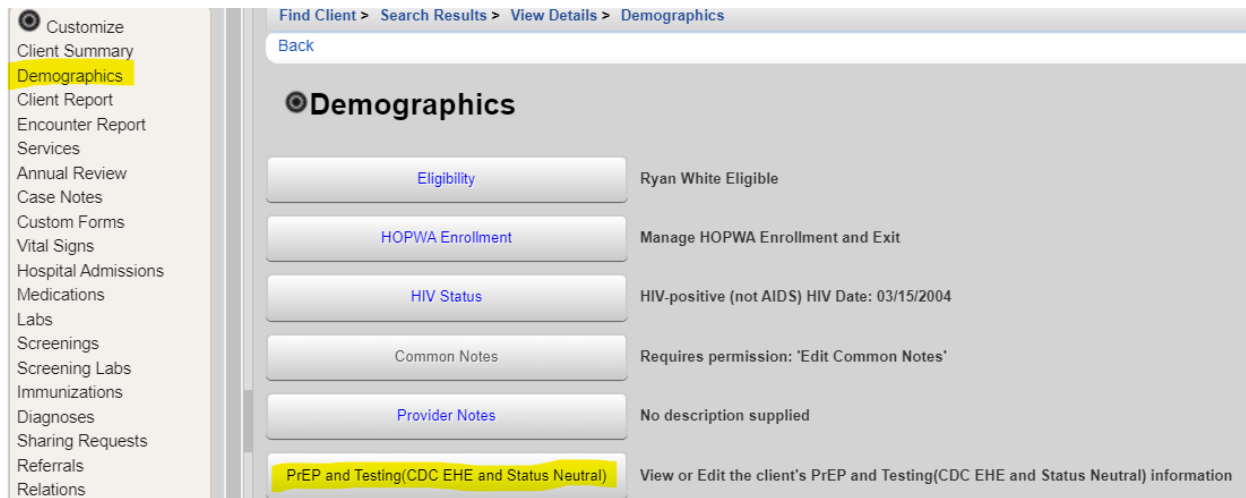 Customize
Client Summary
Demographics
Client Report
Encounter Report
Services
Annual Review
Case Notes
Custom Forms
Vital Signs
Hospital Admissions
Medications
Labs
Screenings
Screening Labs
Immunizations
Diagnoses
Sharing Requests
Referrals
Relations
Find Client > Search Results > View Details > Demographics
Back
Demographics
Eligibility Ryan White Eligible
HOPWA Enrollment Manage HOPWA Enrollment and Exit
HIV Status HIV-positive (not AIDS) HIV Date: 03/15/2004
Common Notes Requires permission: 'Edit Common Notes'
Provider Notes No description supplied
PrEP and Testing(CDC EHE and Status Neutral) View or Edit the client's PrEP and Testing(CDC EHE and Status Neutral) information